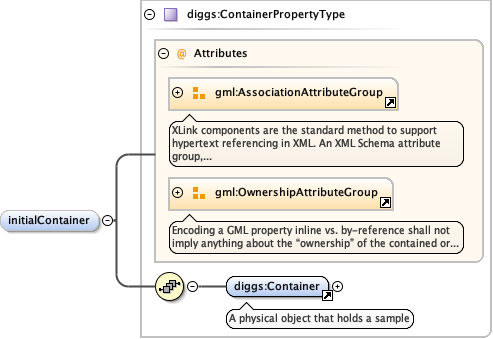 diggs:ContainerPropertyType
@ Attributes
gml:AssociationAttributeGroup
XLink components are the standard method to support
hypertext referencing in XML. An XML Schema attribute
group,...
gml:OwnershipAttributeGroup
Encoding a GML property inline vs. by-reference shall not
imply anything about the “ownership” of the contained or...
initialContainer
diggs:Container
A physical object that holds a sample